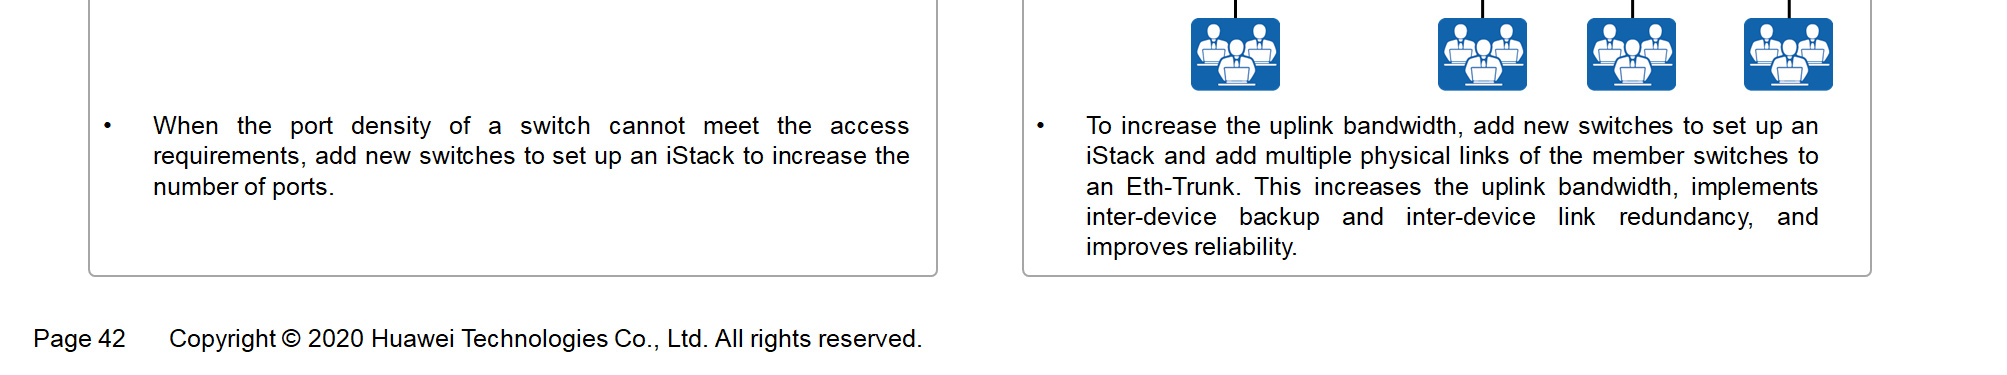 • When the port density of a switch cannot meet the access
requirements, add new switches to set up an iStack to increase the
number of ports.
• To increase the uplink bandwidth, add new switches to set up an
iStack and add multiple physical links of the member switches to
an Eth-Trunk. This increases the uplink bandwidth, implements
inter-device backup and inter-device link redundancy, and
improves reliability.
Page 42 Copyright © 2020 Huawei Technologies Co., Ltd. All rights reserved.